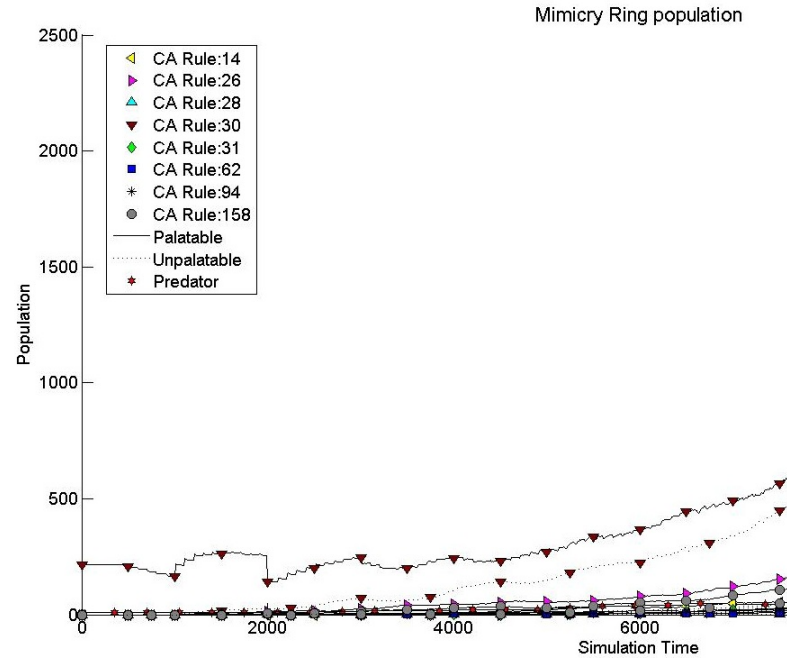 Mimicry Ring population
2500
CA Rule:14
CA Rule:26
CA Rule:28
CA Rule:30
CA Rule:31
CA Rule:62
CA Rule:94
CA Rule:158
Palatable
Unpalatable
Predator
2000
1500
1000
500
0
Population
0 2000 4000 6000
Simulation Time